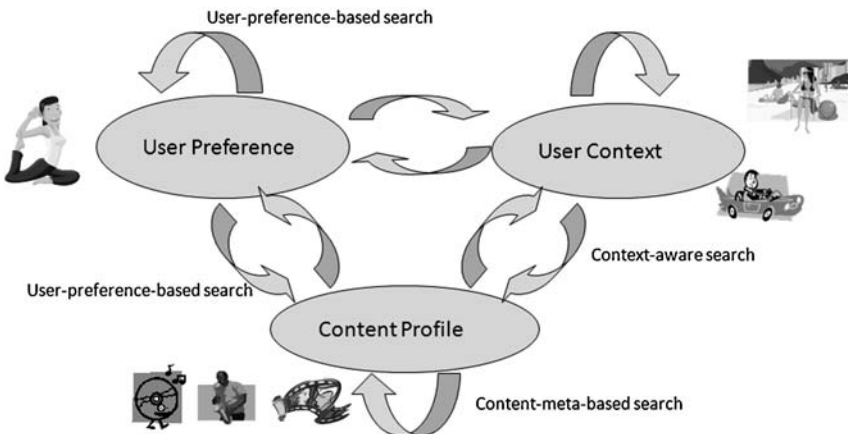 User-preference-based search
User Preference
User Context
User-preference-based search
Context-aware search
Content Profile
Content-meta-based search